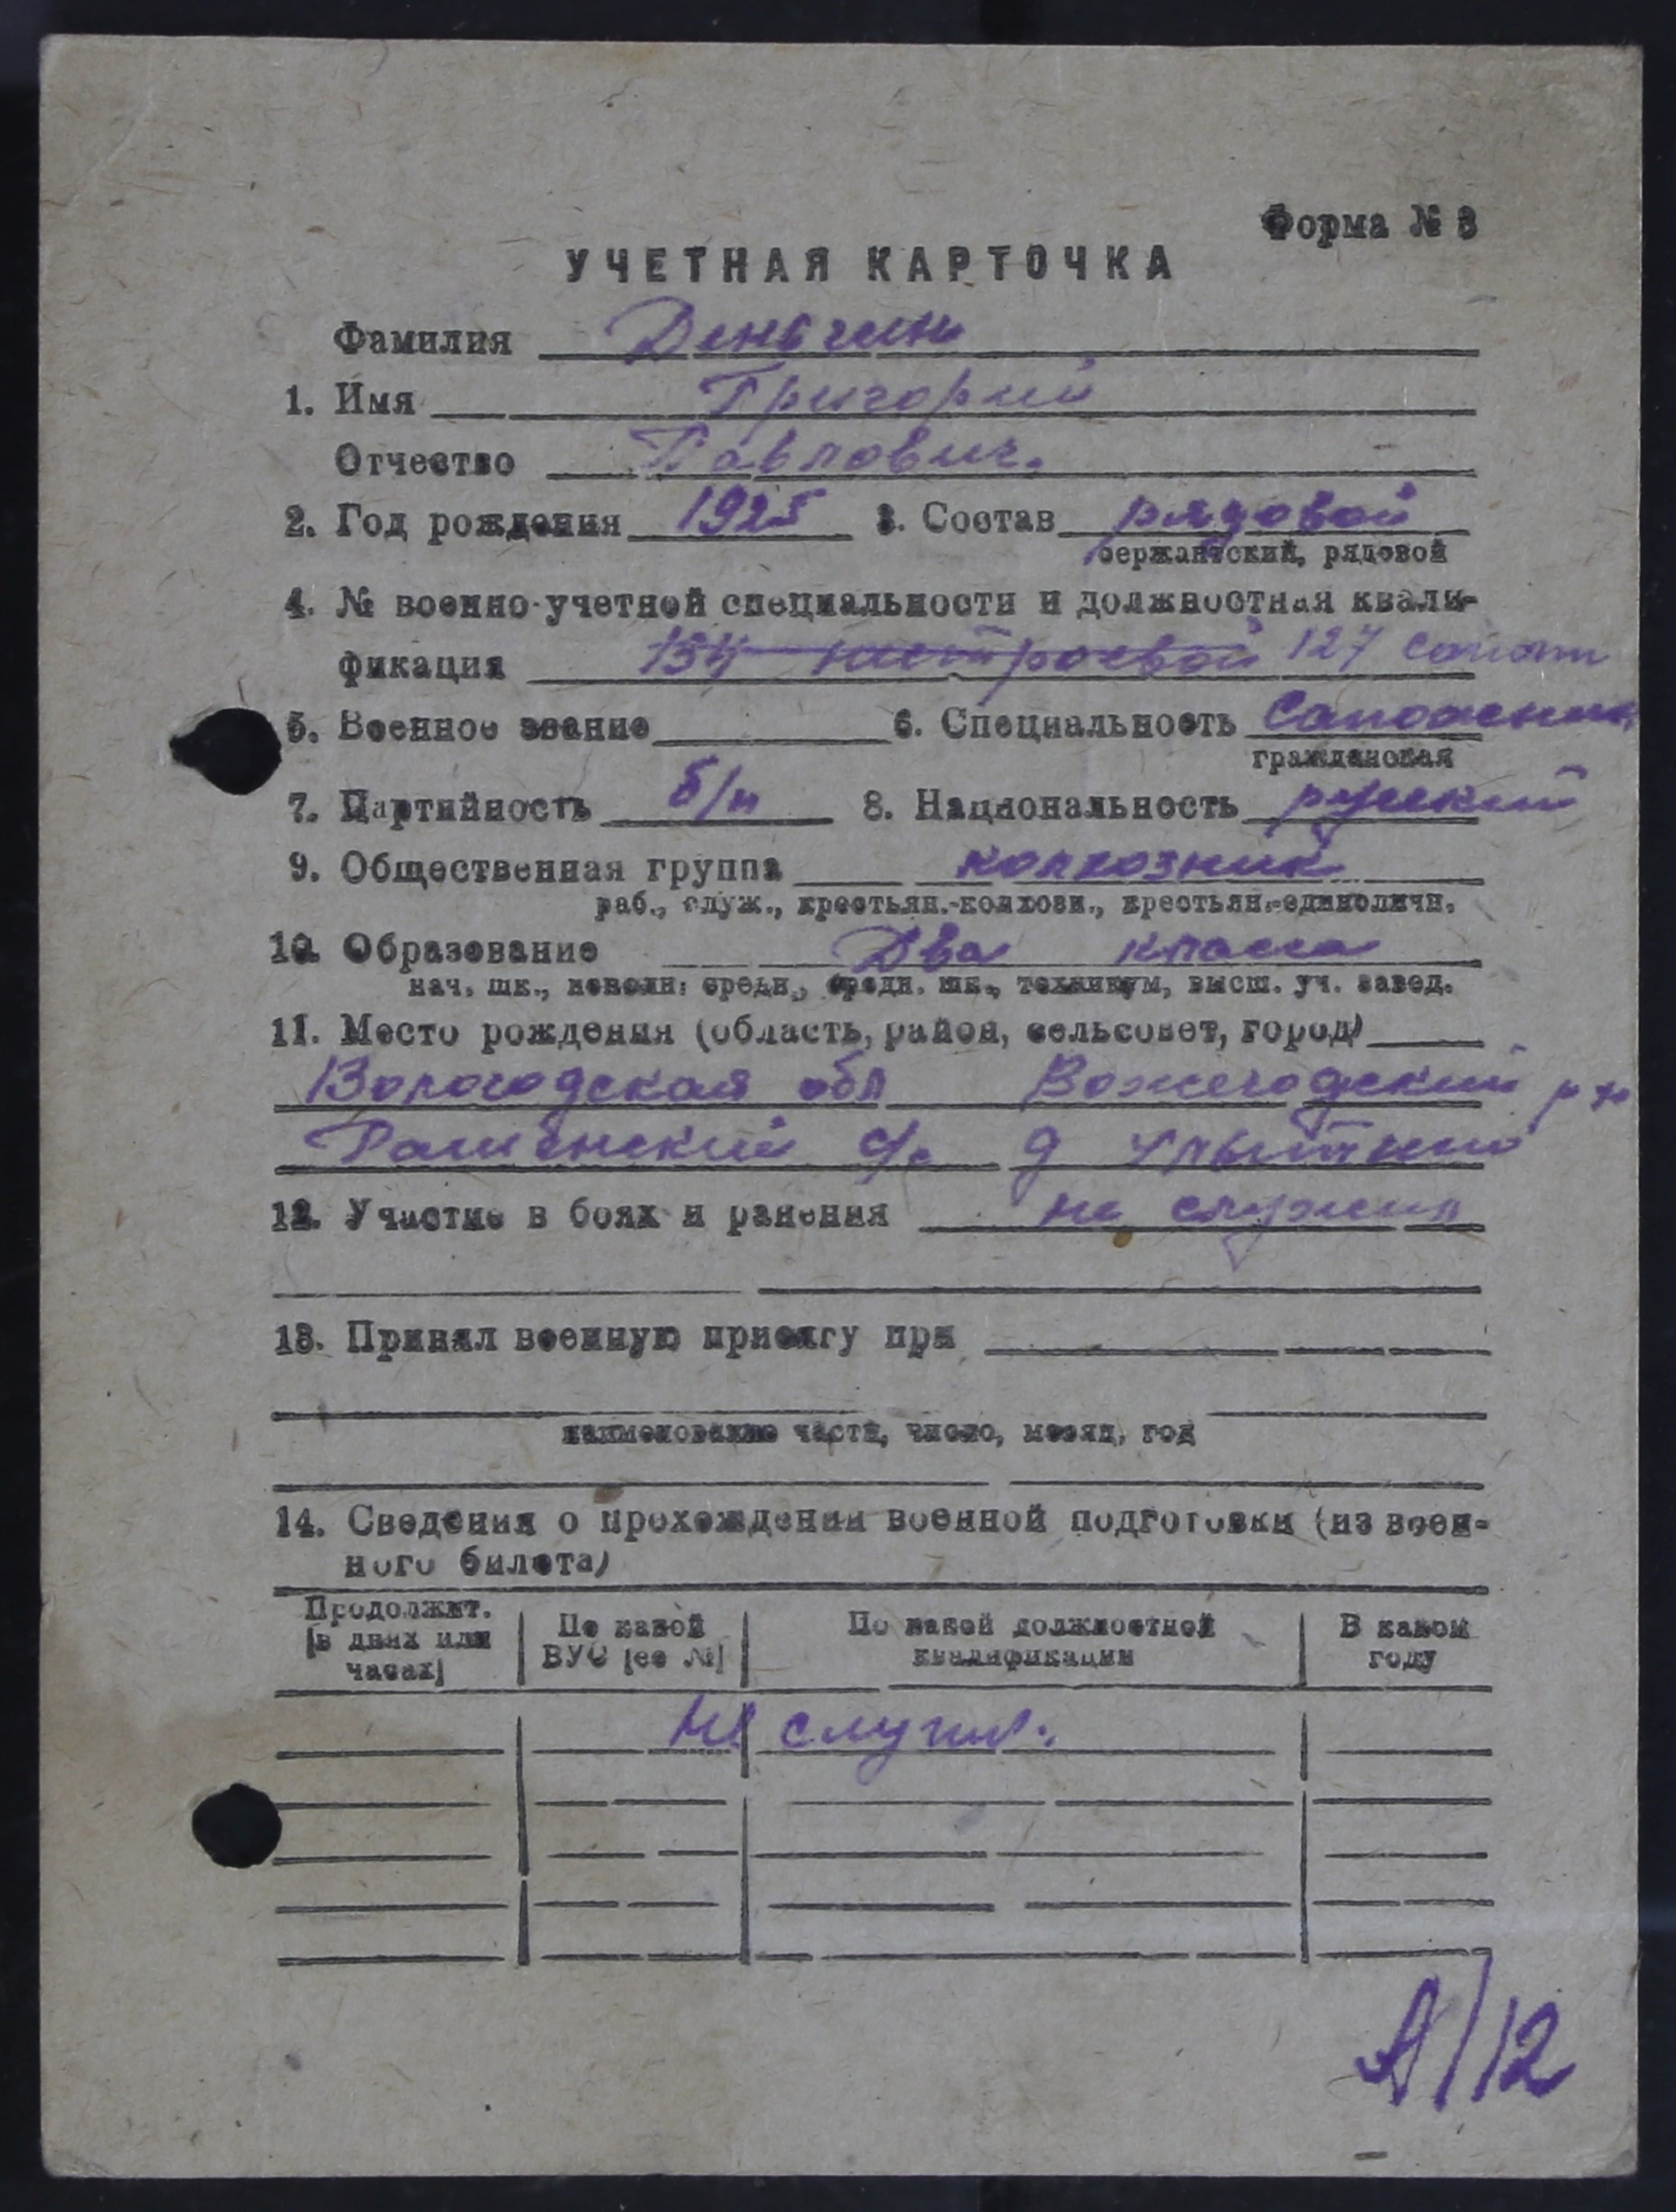 Форма № 3
УЧЕТНАЯ КАРТОЧКА
Фамилия Деньгин
1. Имя Григорий
Отчество Павлович.
2. Год рождения 1925 3. Состав рядовой
сержантский, рядовой
4. № военно-учетной специальности и должностная квали-
фикация 134 нестроевой 127 сапож
5. Военное звание 6. Специальность Сапожник
гражданская
7. Партийность б/п 8. Национальность русский
9. Общественная группа колхозник
раб., служ., крестьян.-колхозн., крестьян.-единоличн.
10. Образование Два класса
нач. шк., неполн. средн., средн. шк., техникум, высш. уч. завед.
11. Место рождения (область, район, сельсовет, город)
Вологодская обл Вожегодский р-н
с/с д
12. Участие в боях и ранения не служил
13. Принял военную присягу при
наименование части, число, месяц, год
14. Сведения о прохождении военной подготовки (из воен-
ного билета)
Продолжит. [в днях или часах] По какой ВУС [ее №] По какой должностной квалификации В каком году
не служил.
А/12